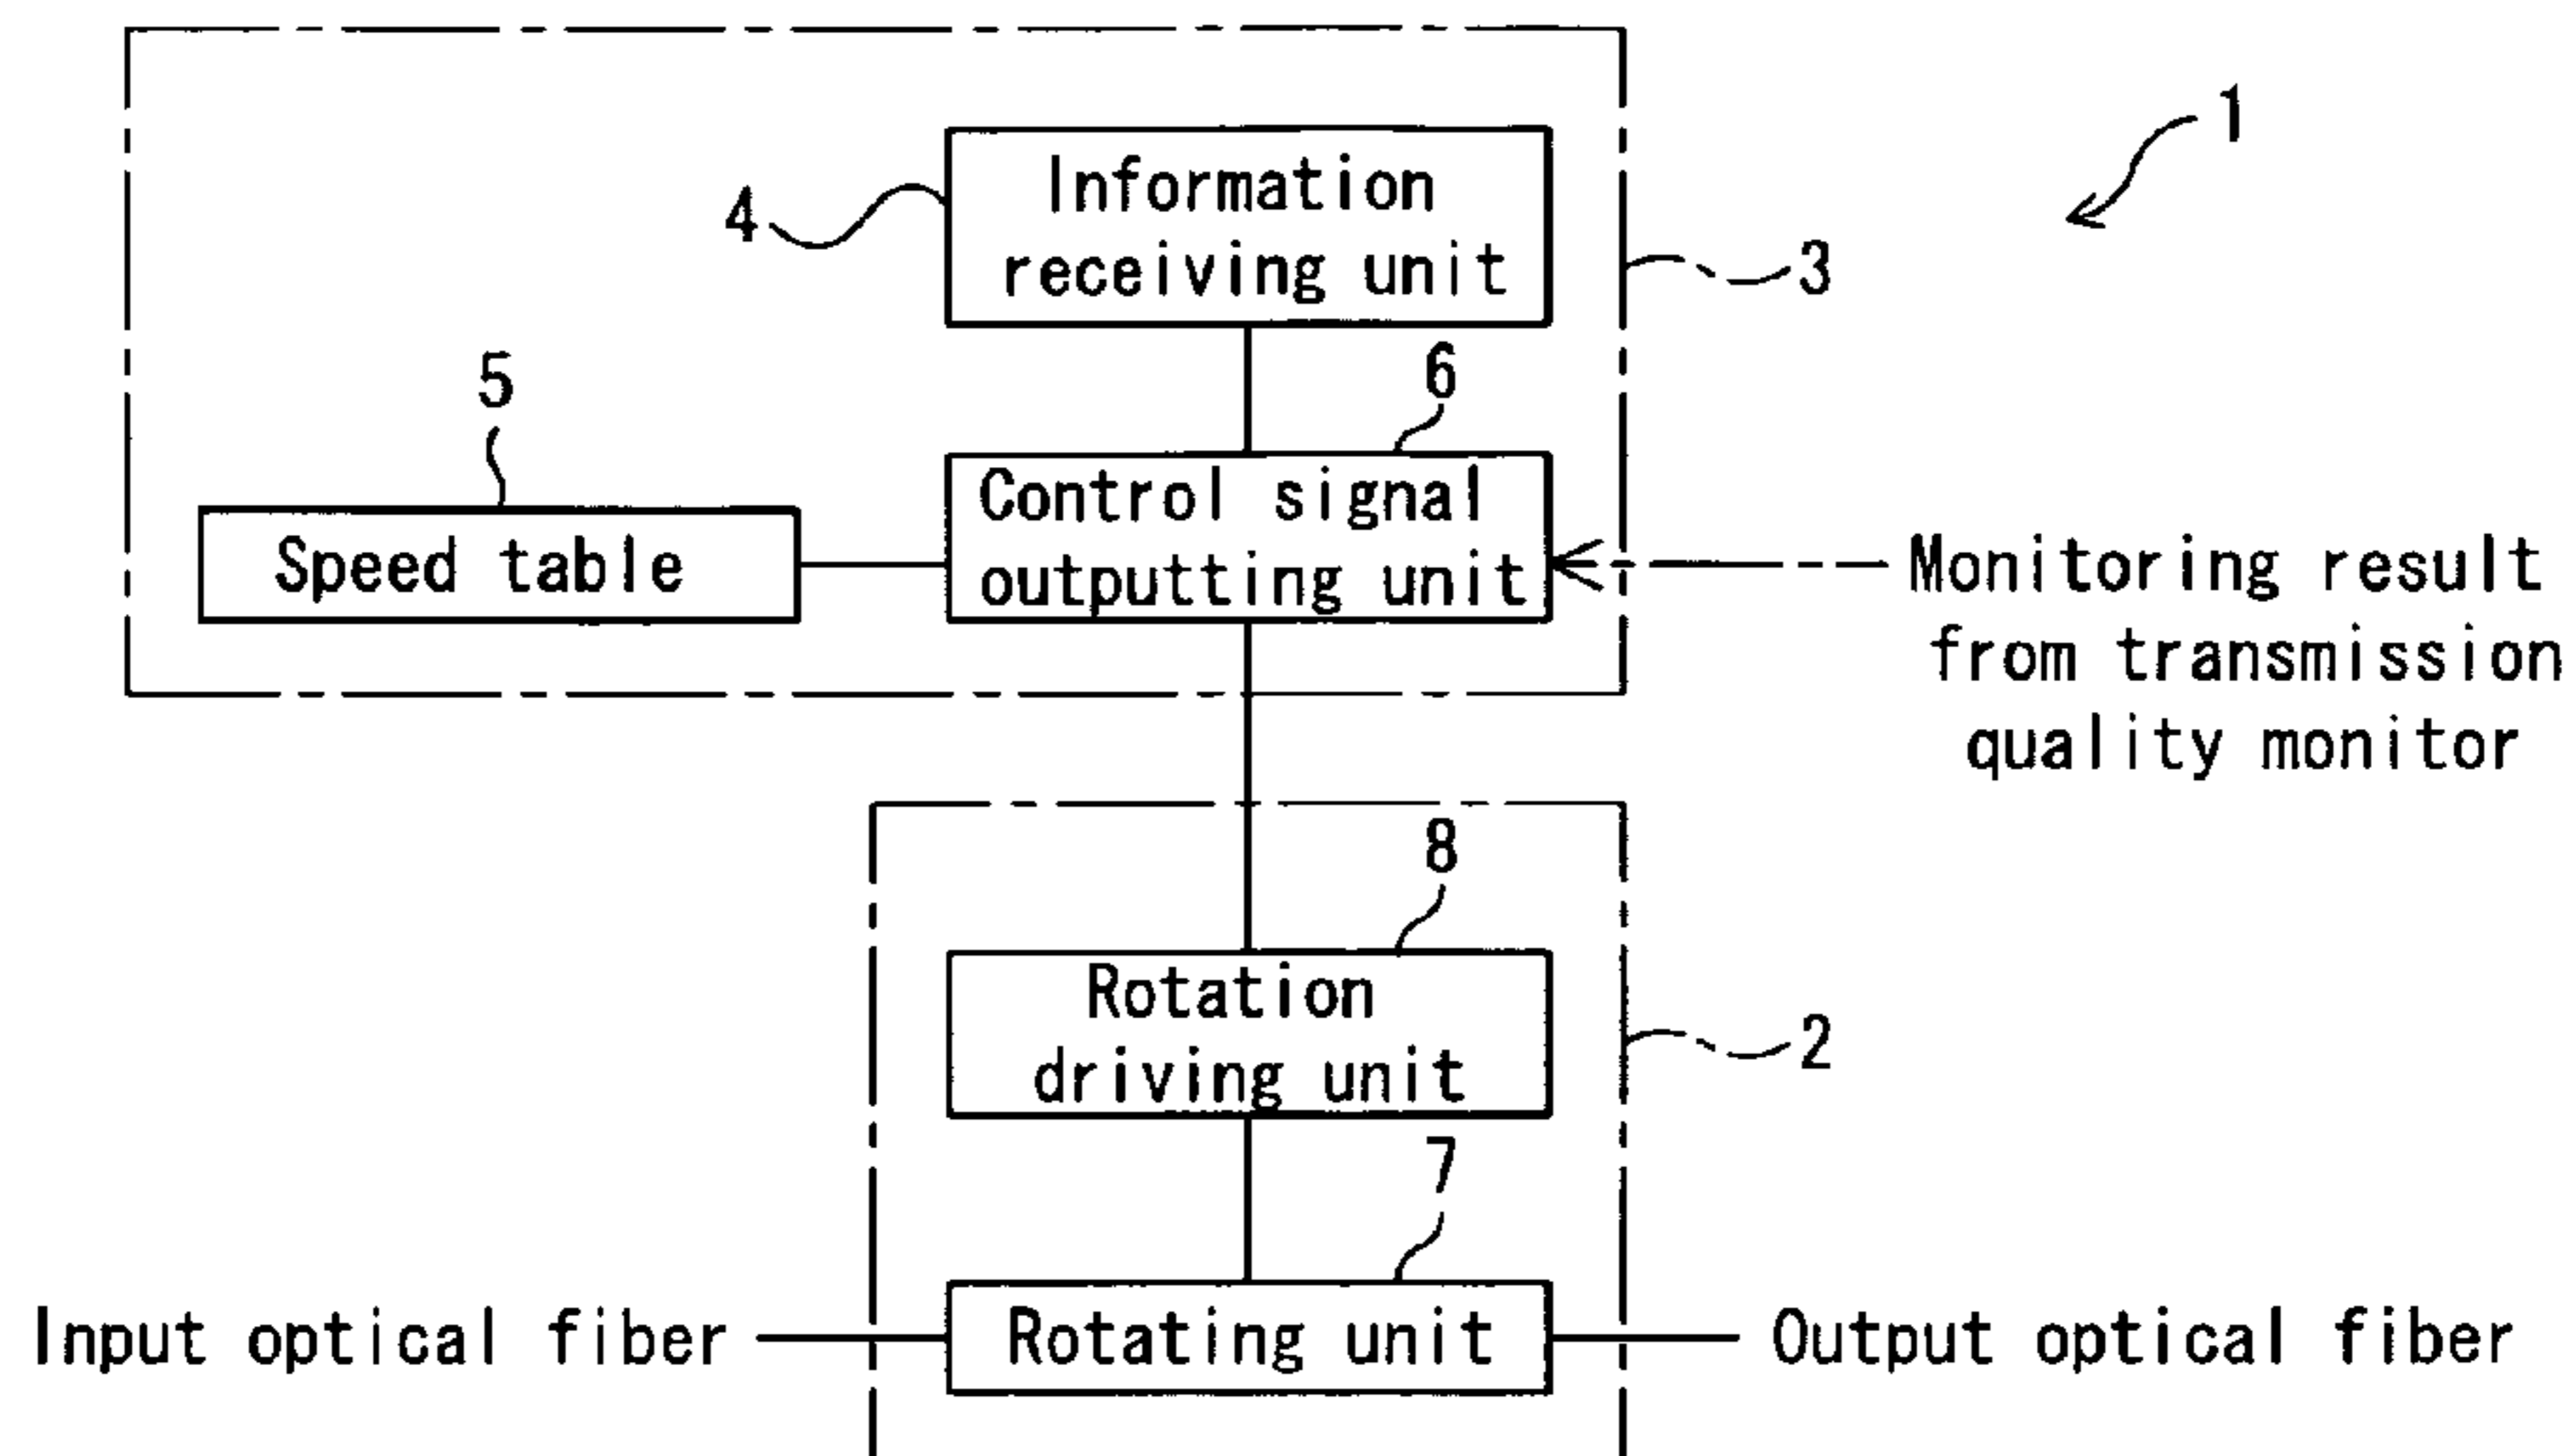 1
Information
receiving unit
4
3
5
6
Control signal
outputting unit
Speed table
Monitoring result
from transmission
quality monitor
8
Rotation
driving unit
2
7
Input optical fiber
Rotating unit
Output optical fiber